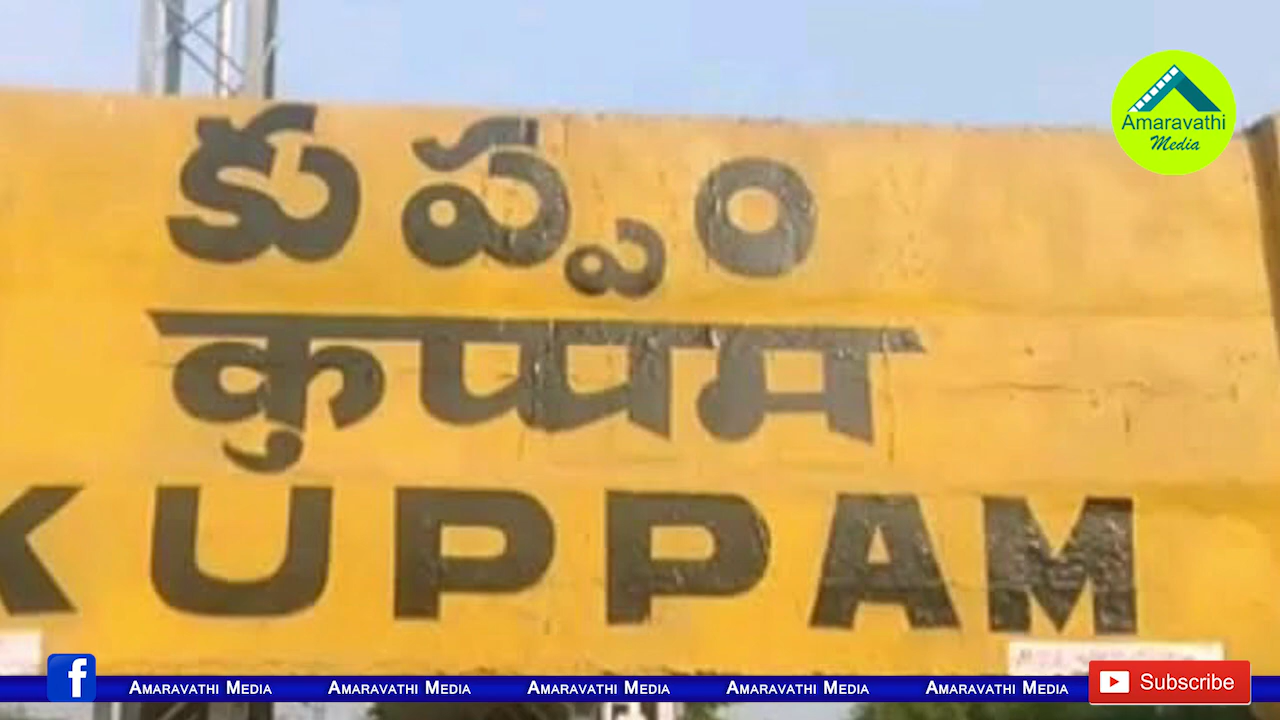 Amaravathi
Media
కుప్పం
कुप्पम
KUPPAM
f Amaravathi Media Amaravathi Media Amaravathi Media Amaravathi Media Amaravathi Media Subscribe